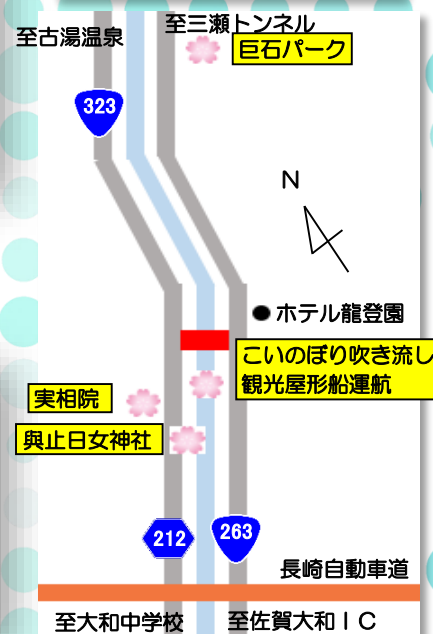 至三瀬トンネル
至古湯温泉
巨石パーク
323
N
ホテル龍登園
こいのぼり吹き流し
観光屋形船運航
実相院
與止日女神社
212
263
長崎自動車道
至大和中学校
至佐賀大和ＩＣ